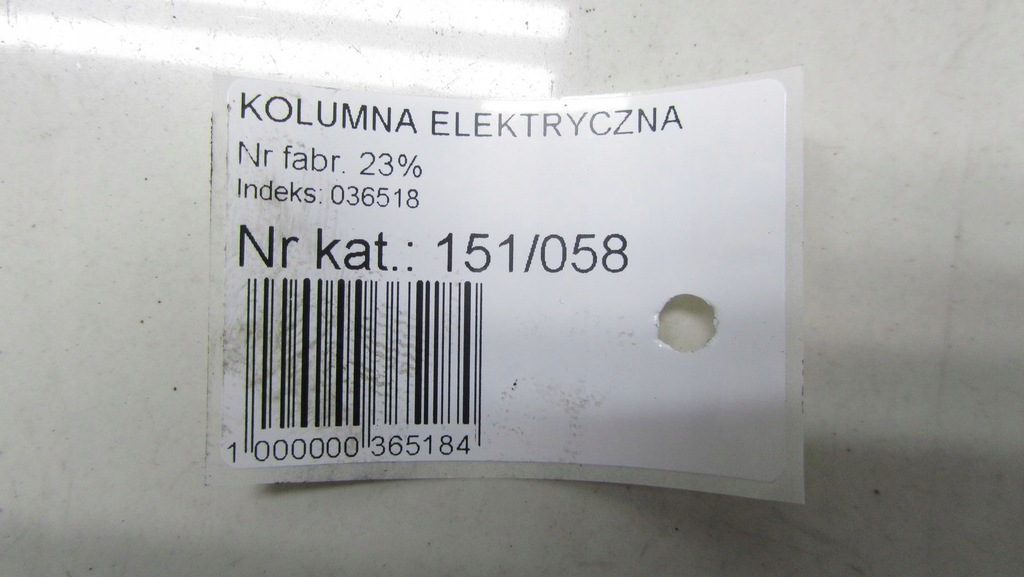 KOLUMNA ELEKTRYCZNA
Nr fabr. 23%
Indeks: 036518
Nr kat.: 151/058
1 000000 365184